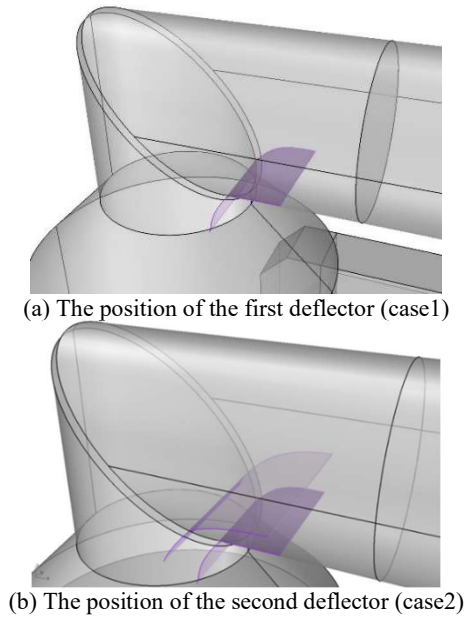 (a) The position of the first deflector (case1)
(b) The position of the second deflector (case2)